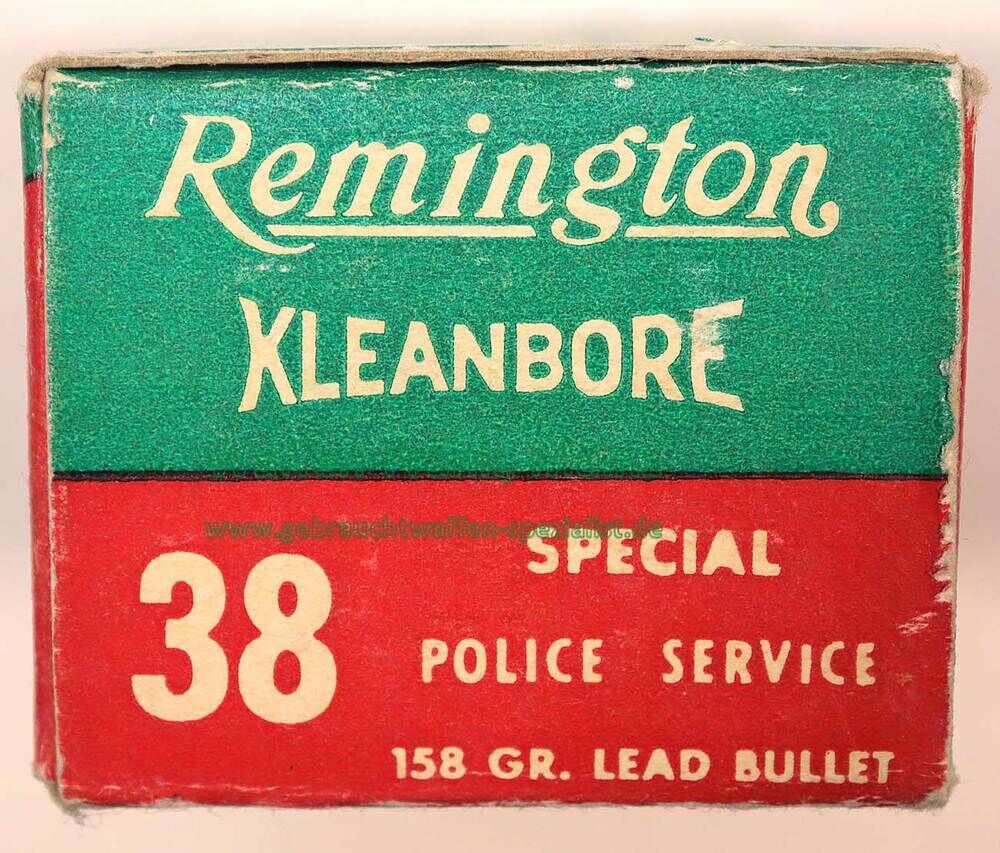 Remington
KLEANBORE
www.gebrauchtwaffen-spezialist.de
38
SPECIAL
POLICE SERVICE
158 GR. LEAD BULLET